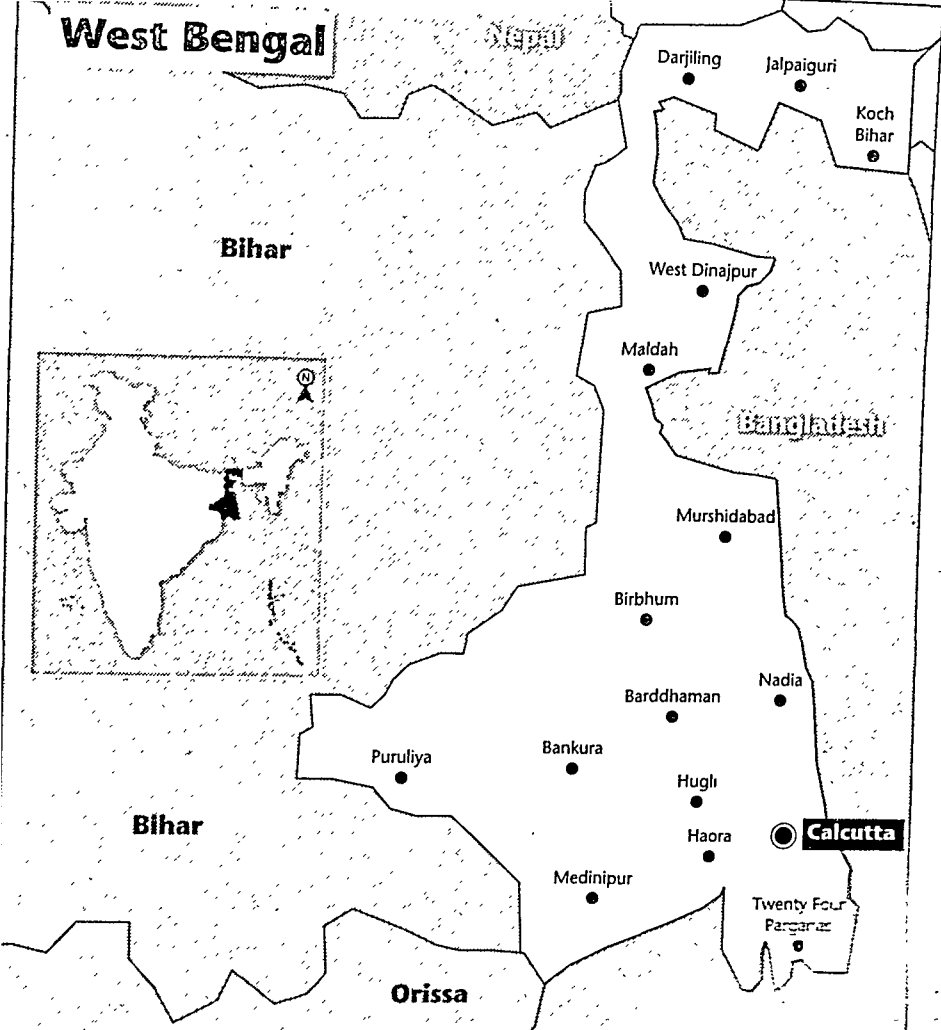 West Bengal
Nepal
Darjiling
Jalpaiguri
Koch
Bihar
Bihar
West Dinajpur
Maldah
N
Bangladesh
Murshidabad
Birbhum
Nadia
Barddhaman
Bankura
Puruliya
Hugli
Bihar
Calcutta
Haora
Medinipur
Twenty Four
Parganas
Orissa